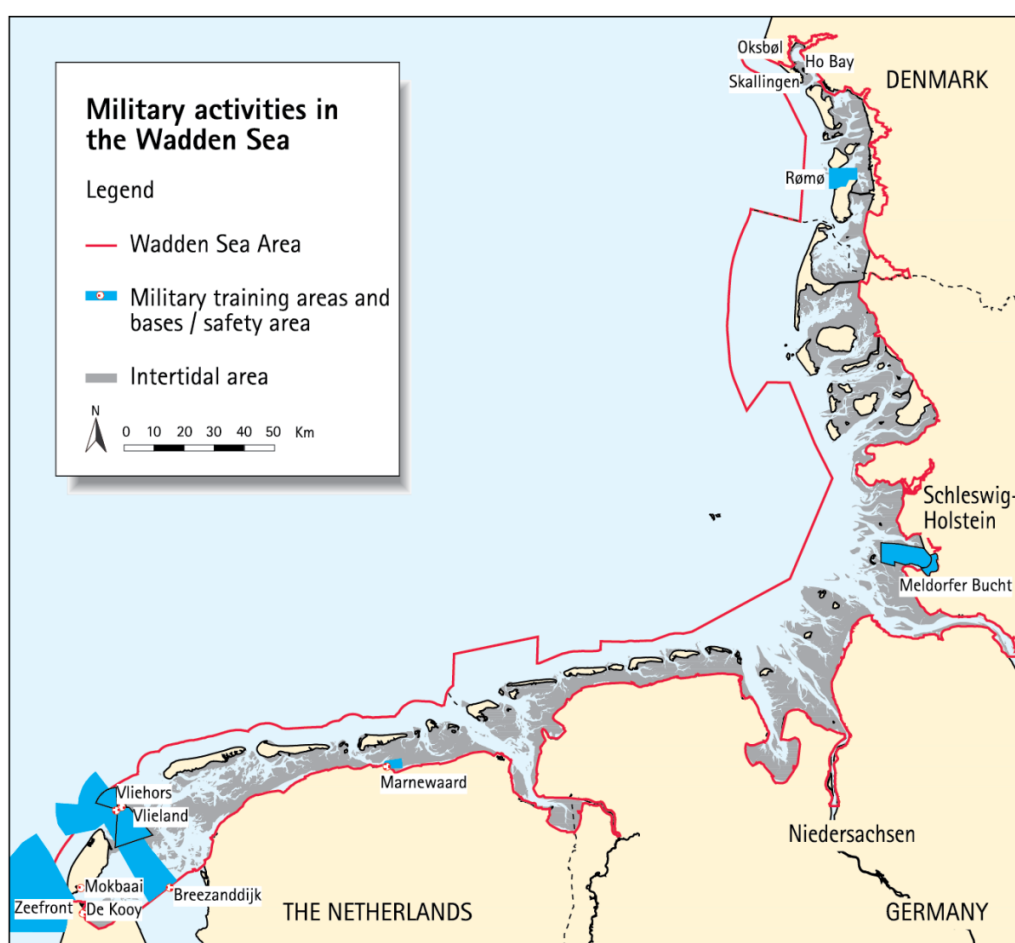 Military activities in
the Wadden Sea
Legend
Wadden Sea Area
Military training areas and
bases / safety area
Intertidal area
N
0 10 20 30 40 50 Km
Oksbøl
Ho Bay
Skallingen
DENMARK
Rømø
Schleswig-
Holstein
Meldorfer Bucht
Marnewaard
Vliehors
Vlieland
Niedersachsen
Mokbaai
Breezanddijk
Zeefront
De Kooy
THE NETHERLANDS
GERMANY